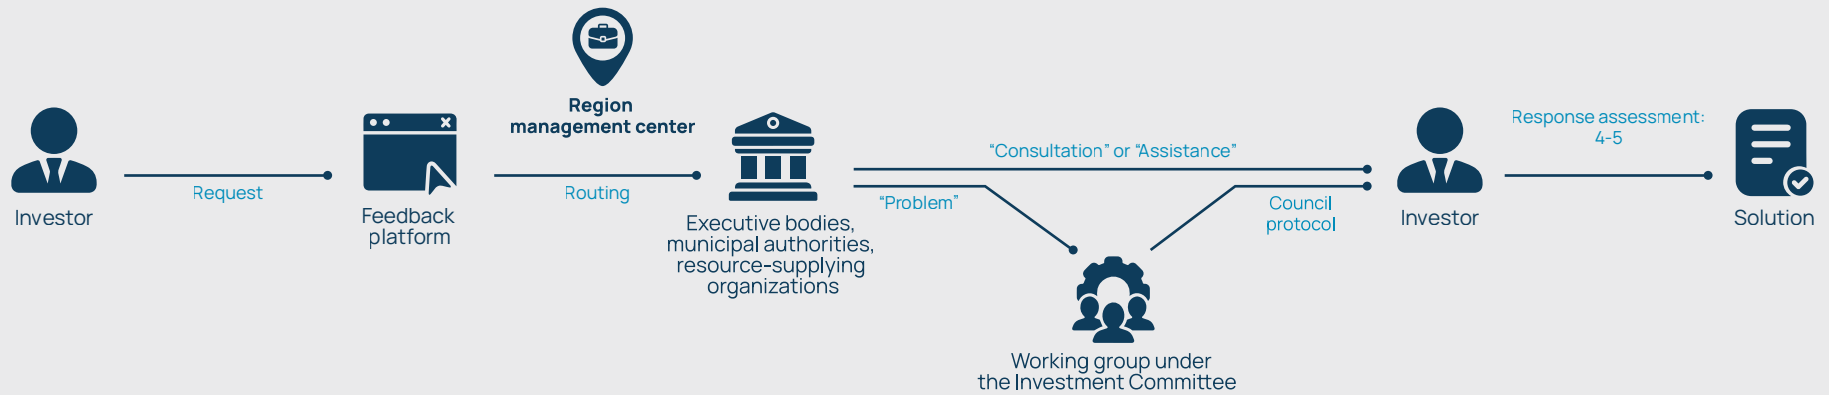 Investor
Request
Feedback
platform
Region
management center
Routing
Executive bodies,
municipal authorities,
resource-supplying
organizations
“Consultation” or “Assistance”
“Problem”
Working group under
the Investment Committee
Council
protocol
Investor
Response assessment:
4-5
Solution